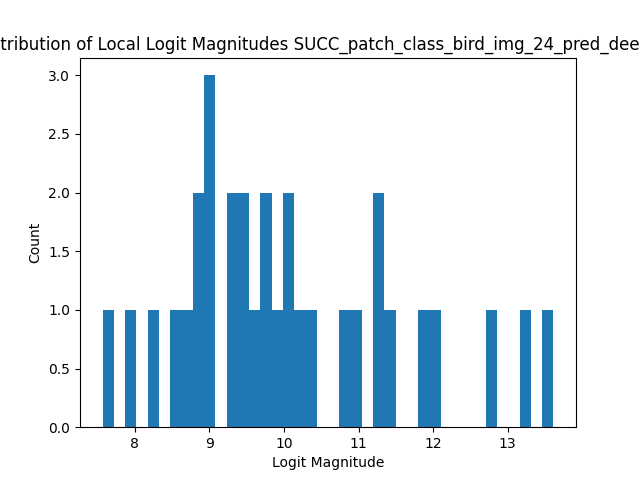 tribution of Local Logit Magnitudes SUCC_patch_class_bird_img_24_pred_dee
3.0
2.5
2.0
1.5
1.0
0.5
0.0
Count
8 9 10 11 12 13
Logit Magnitude